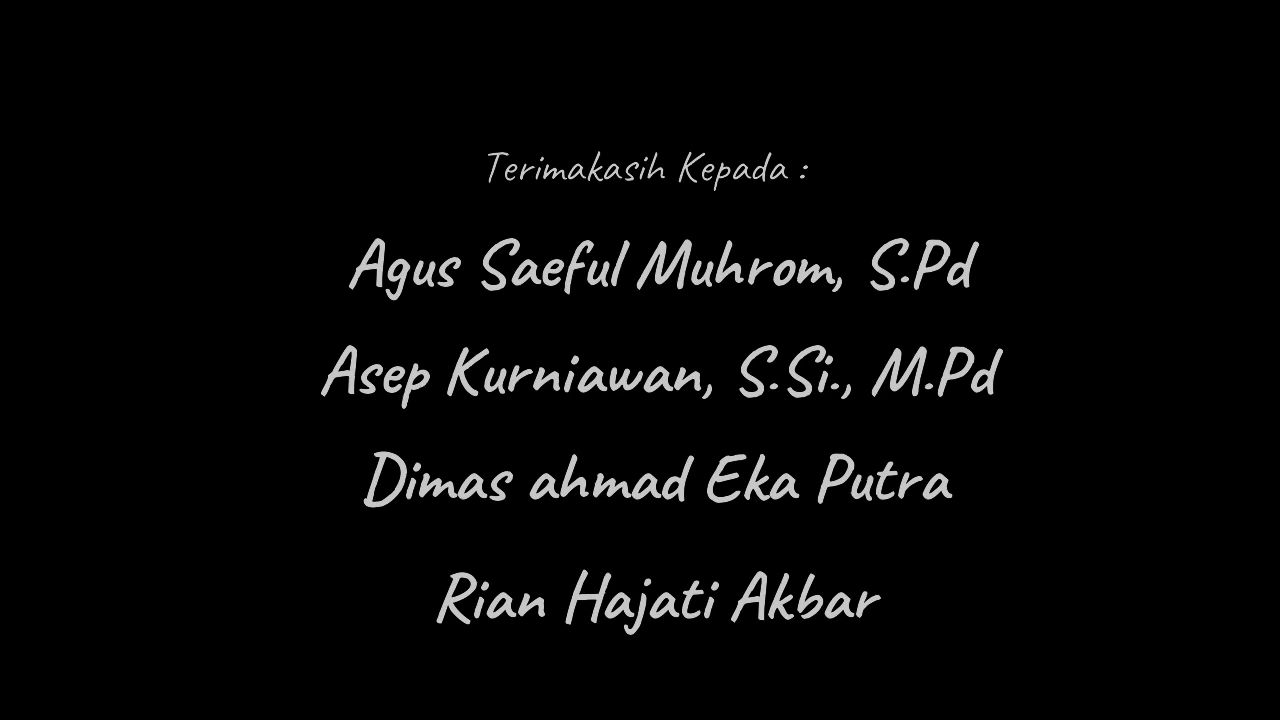 Terimakasih Kepada :
Agus Saeful Muhrom, S.Pd
Asep Kurniawan, S.Si., M.Pd
Dimas ahmad Eka Putra
Rian Hajati Akbar